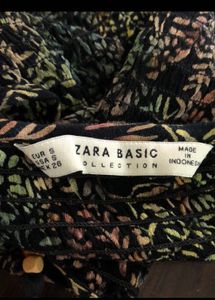 EUR S
USA S
MEX 26
ZARA BASIC
COLLECTION
MADE IN
INDONESIA